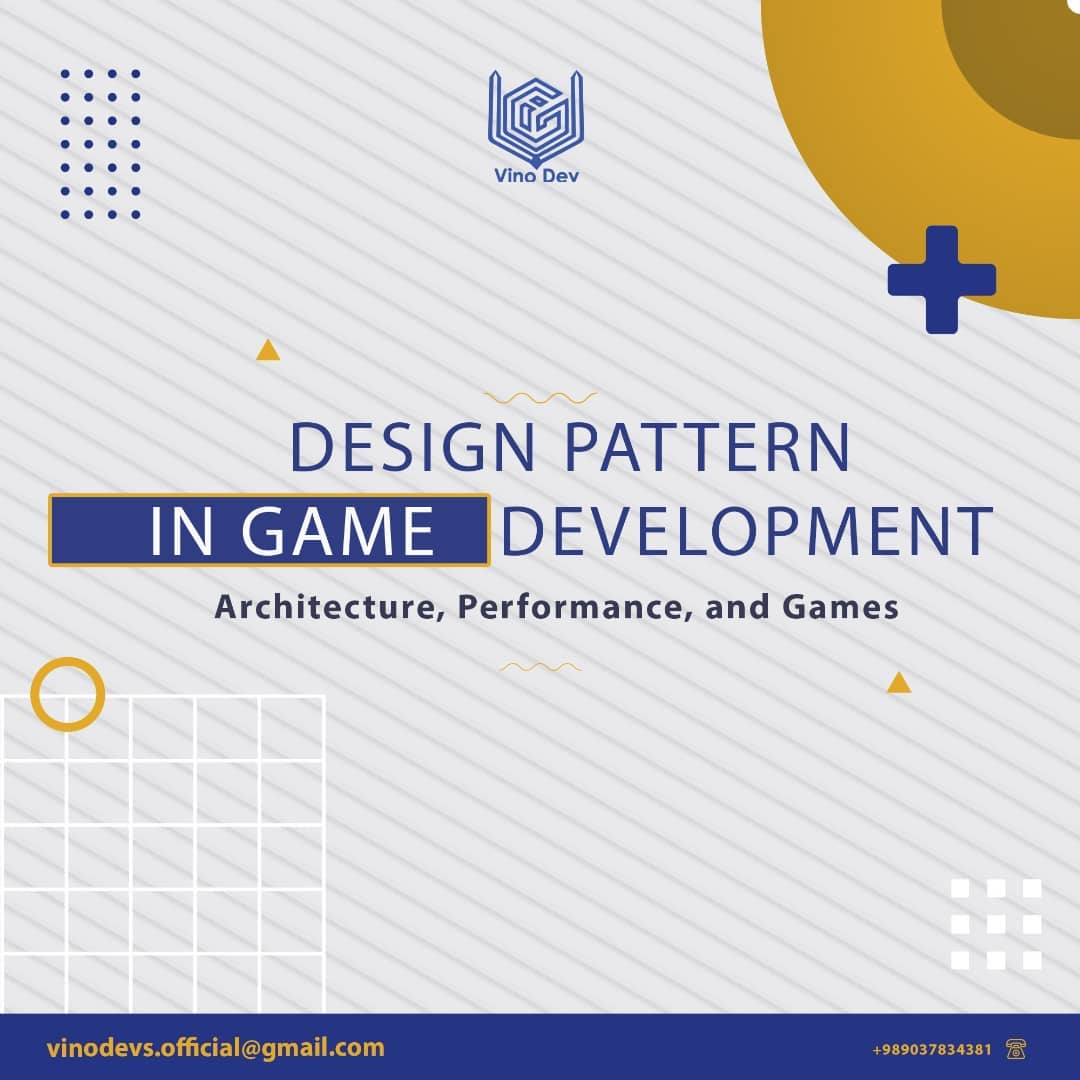 Vino Dev
DESIGN PATTERN
IN GAME DEVELOPMENT
Architecture, Performance, and Games
vinodevs.official@gmail.com
+989037834381